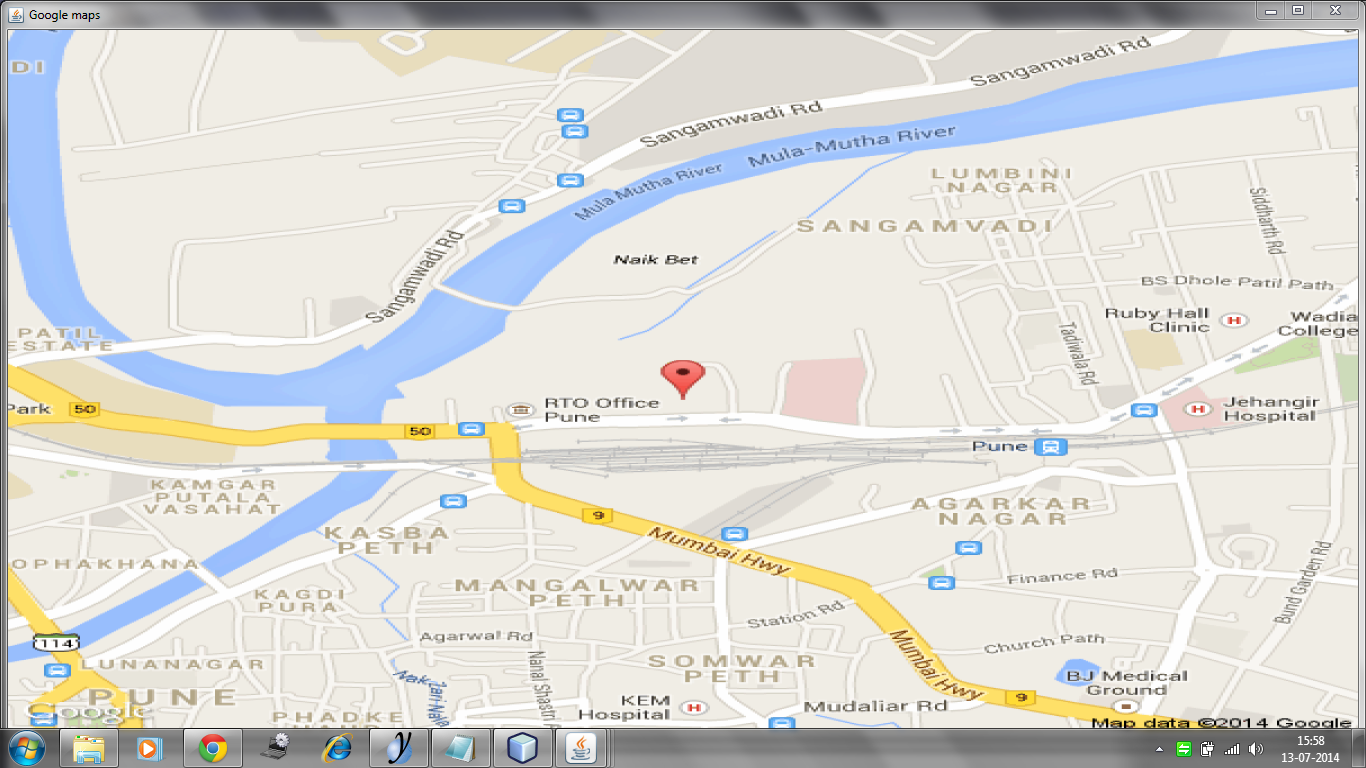 Google maps
DI
Sangamwadi Rd
Sangamwadi Rd
Mula-Mutha River
Mula Mutha River
LUMBINI
NAGAR
SANGAMVADI
Siddharth Rd
Sangamwadi Rd
Naik Bet
BS Dhole Patil Path
PATIL
ESTATE
Ruby Hall
Clinic
H
Wadia
College
Tadiwala Rd
Park
50
RTO Office
Pune
50
H
Jehangir
Hospital
Pune
KAMGAR
PUTALA
VASAHAT
AGARKAR
NAGAR
9
KASBA
PETH
Mumbai Hwy
OPHAKHANA
MANGALWAR
PETH
Finance Rd
Bund Garden Rd
KAGDI
PURA
Station Rd
114
Agarwal Rd
Church Path
Mumbai Hwy
LUNANAGAR
SOMWAR
PETH
BJ Medical
Ground
PUNE
Nanal Shastri R
KEM
Hospital
H
9
Mudaliar Rd
Google
PHADKE
Map data ©2014 Google
15:58
13-07-2014